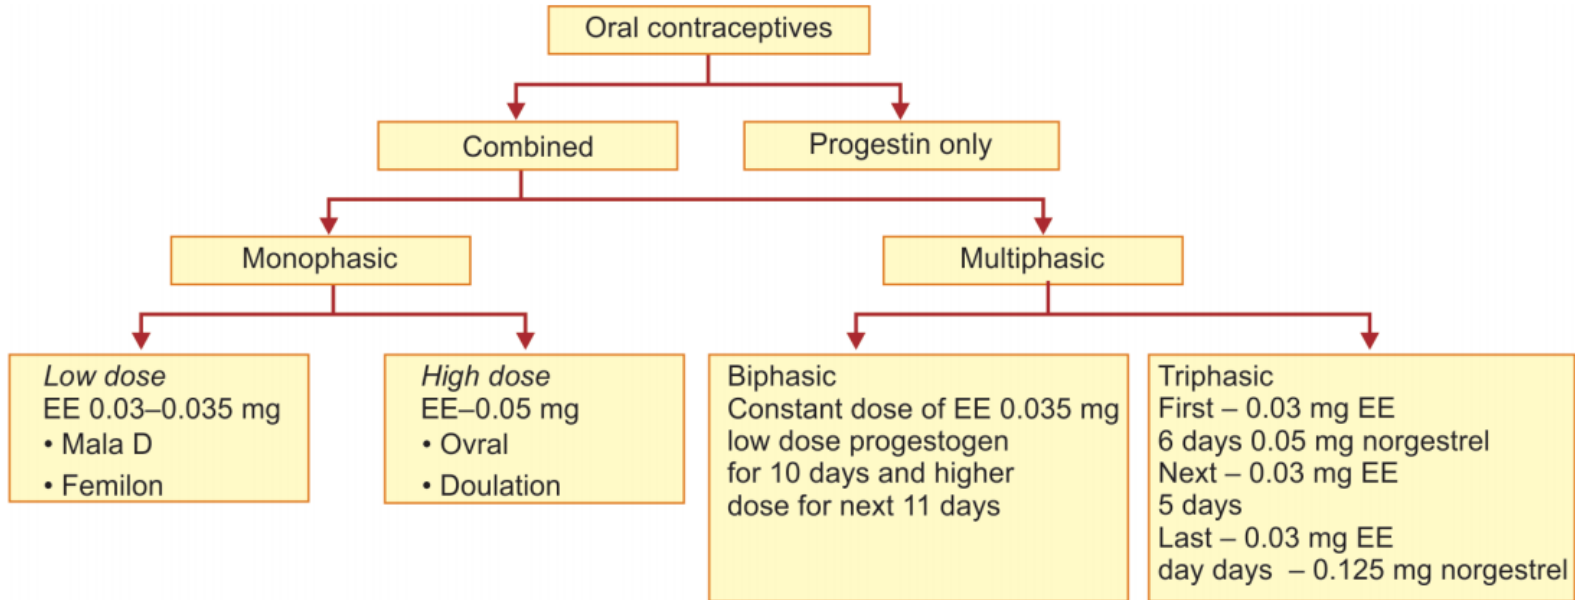 Oral contraceptives
Combined
Progestin only
Monophasic
Multiphasic
Low dose
EE 0.03–0.035 mg
• Mala D
• Femilon
High dose
EE–0.05 mg
• Ovral
• Doulation
Biphasic
Constant dose of EE 0.035 mg
low dose progestogen
for 10 days and higher
dose for next 11 days
Triphasic
First – 0.03 mg EE
6 days 0.05 mg norgestrel
Next – 0.03 mg EE
5 days
Last – 0.03 mg EE
day days – 0.125 mg norgestrel